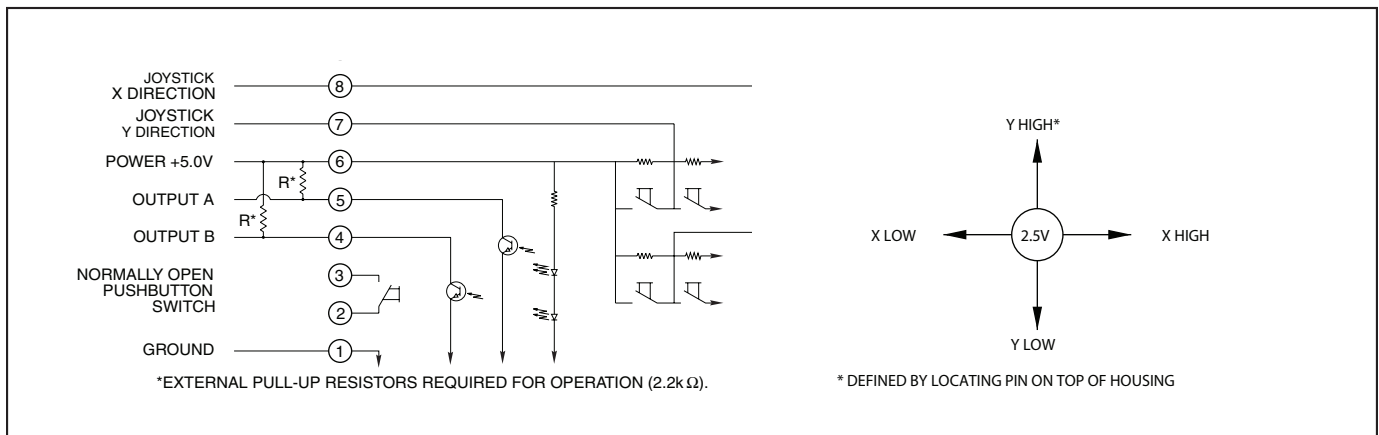 JOYSTICK
X DIRECTION
8
JOYSTICK
Y DIRECTION
7
POWER +5.0V
6
R*
OUTPUT A
5
R*
OUTPUT B
4
NORMALLY OPEN
PUSHBUTTON
SWITCH
3
2
GROUND
1
*EXTERNAL PULL-UP RESISTORS REQUIRED FOR OPERATION (2.2k Ω).
Y HIGH*
X LOW
2.5V
X HIGH
Y LOW
* DEFINED BY LOCATING PIN ON TOP OF HOUSING